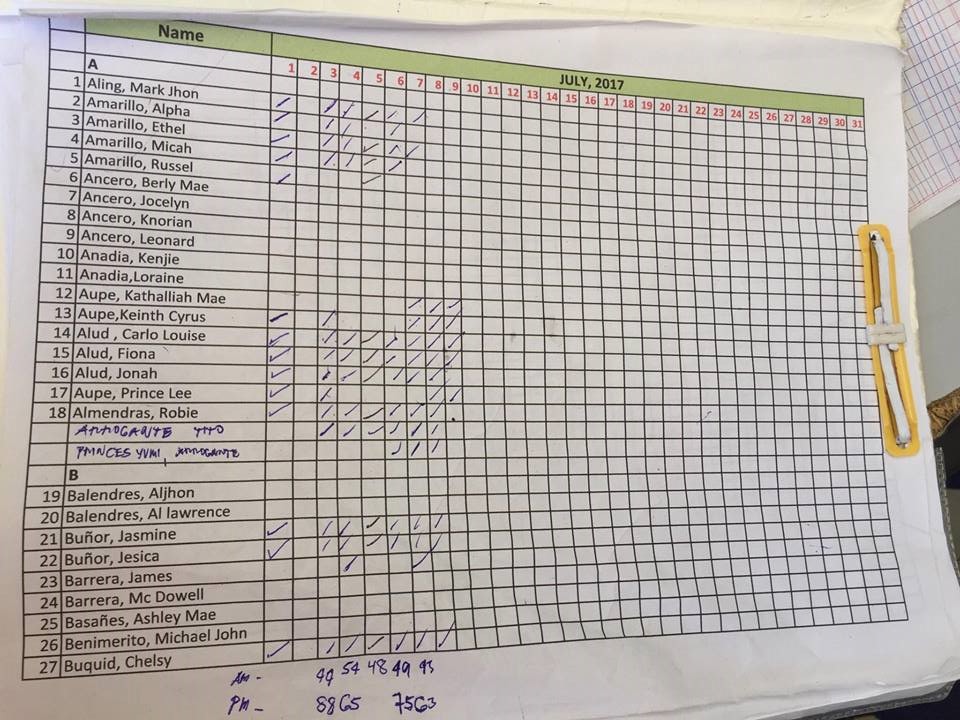 Name JULY, 2017
A 1 2 3 4 5 6 7 8 9 10 11 12 13 14 15 16 17 18 19 20 21 22 23 24 25 26 27 28 29 30 31
1 Aling, Mark Jhon
2 Amarillo, Alpha
3 Amarillo, Ethel
4 Amarillo, Micah
5 Amarillo, Russel
6 Ancero, Berly Mae
7 Ancero, Jocelyn
8 Ancero, Knorian
9 Ancero, Leonard
10 Anadia, Kenjie
11 Anadia,Loraine
12 Aupe, Kathalliah Mae
13 Aupe,Keinth Cyrus
14 Alud , Carlo Louise
15 Alud, Fiona
16 Alud, Jonah
17 Aupe, Prince Lee
18 Almendras, Robie
B
19 Balendres, Aljhon
20 Balendres, Al lawrence
21 Buñor, Jasmine
22 Buñor, Jesica
23 Barrera, James
24 Barrera, Mc Dowell
25 Basañes, Ashley Mae
26 Benimerito, Michael John
27 Buquid, Chelsy
AM - 54 48 49 43
PM - 88 65 75 63